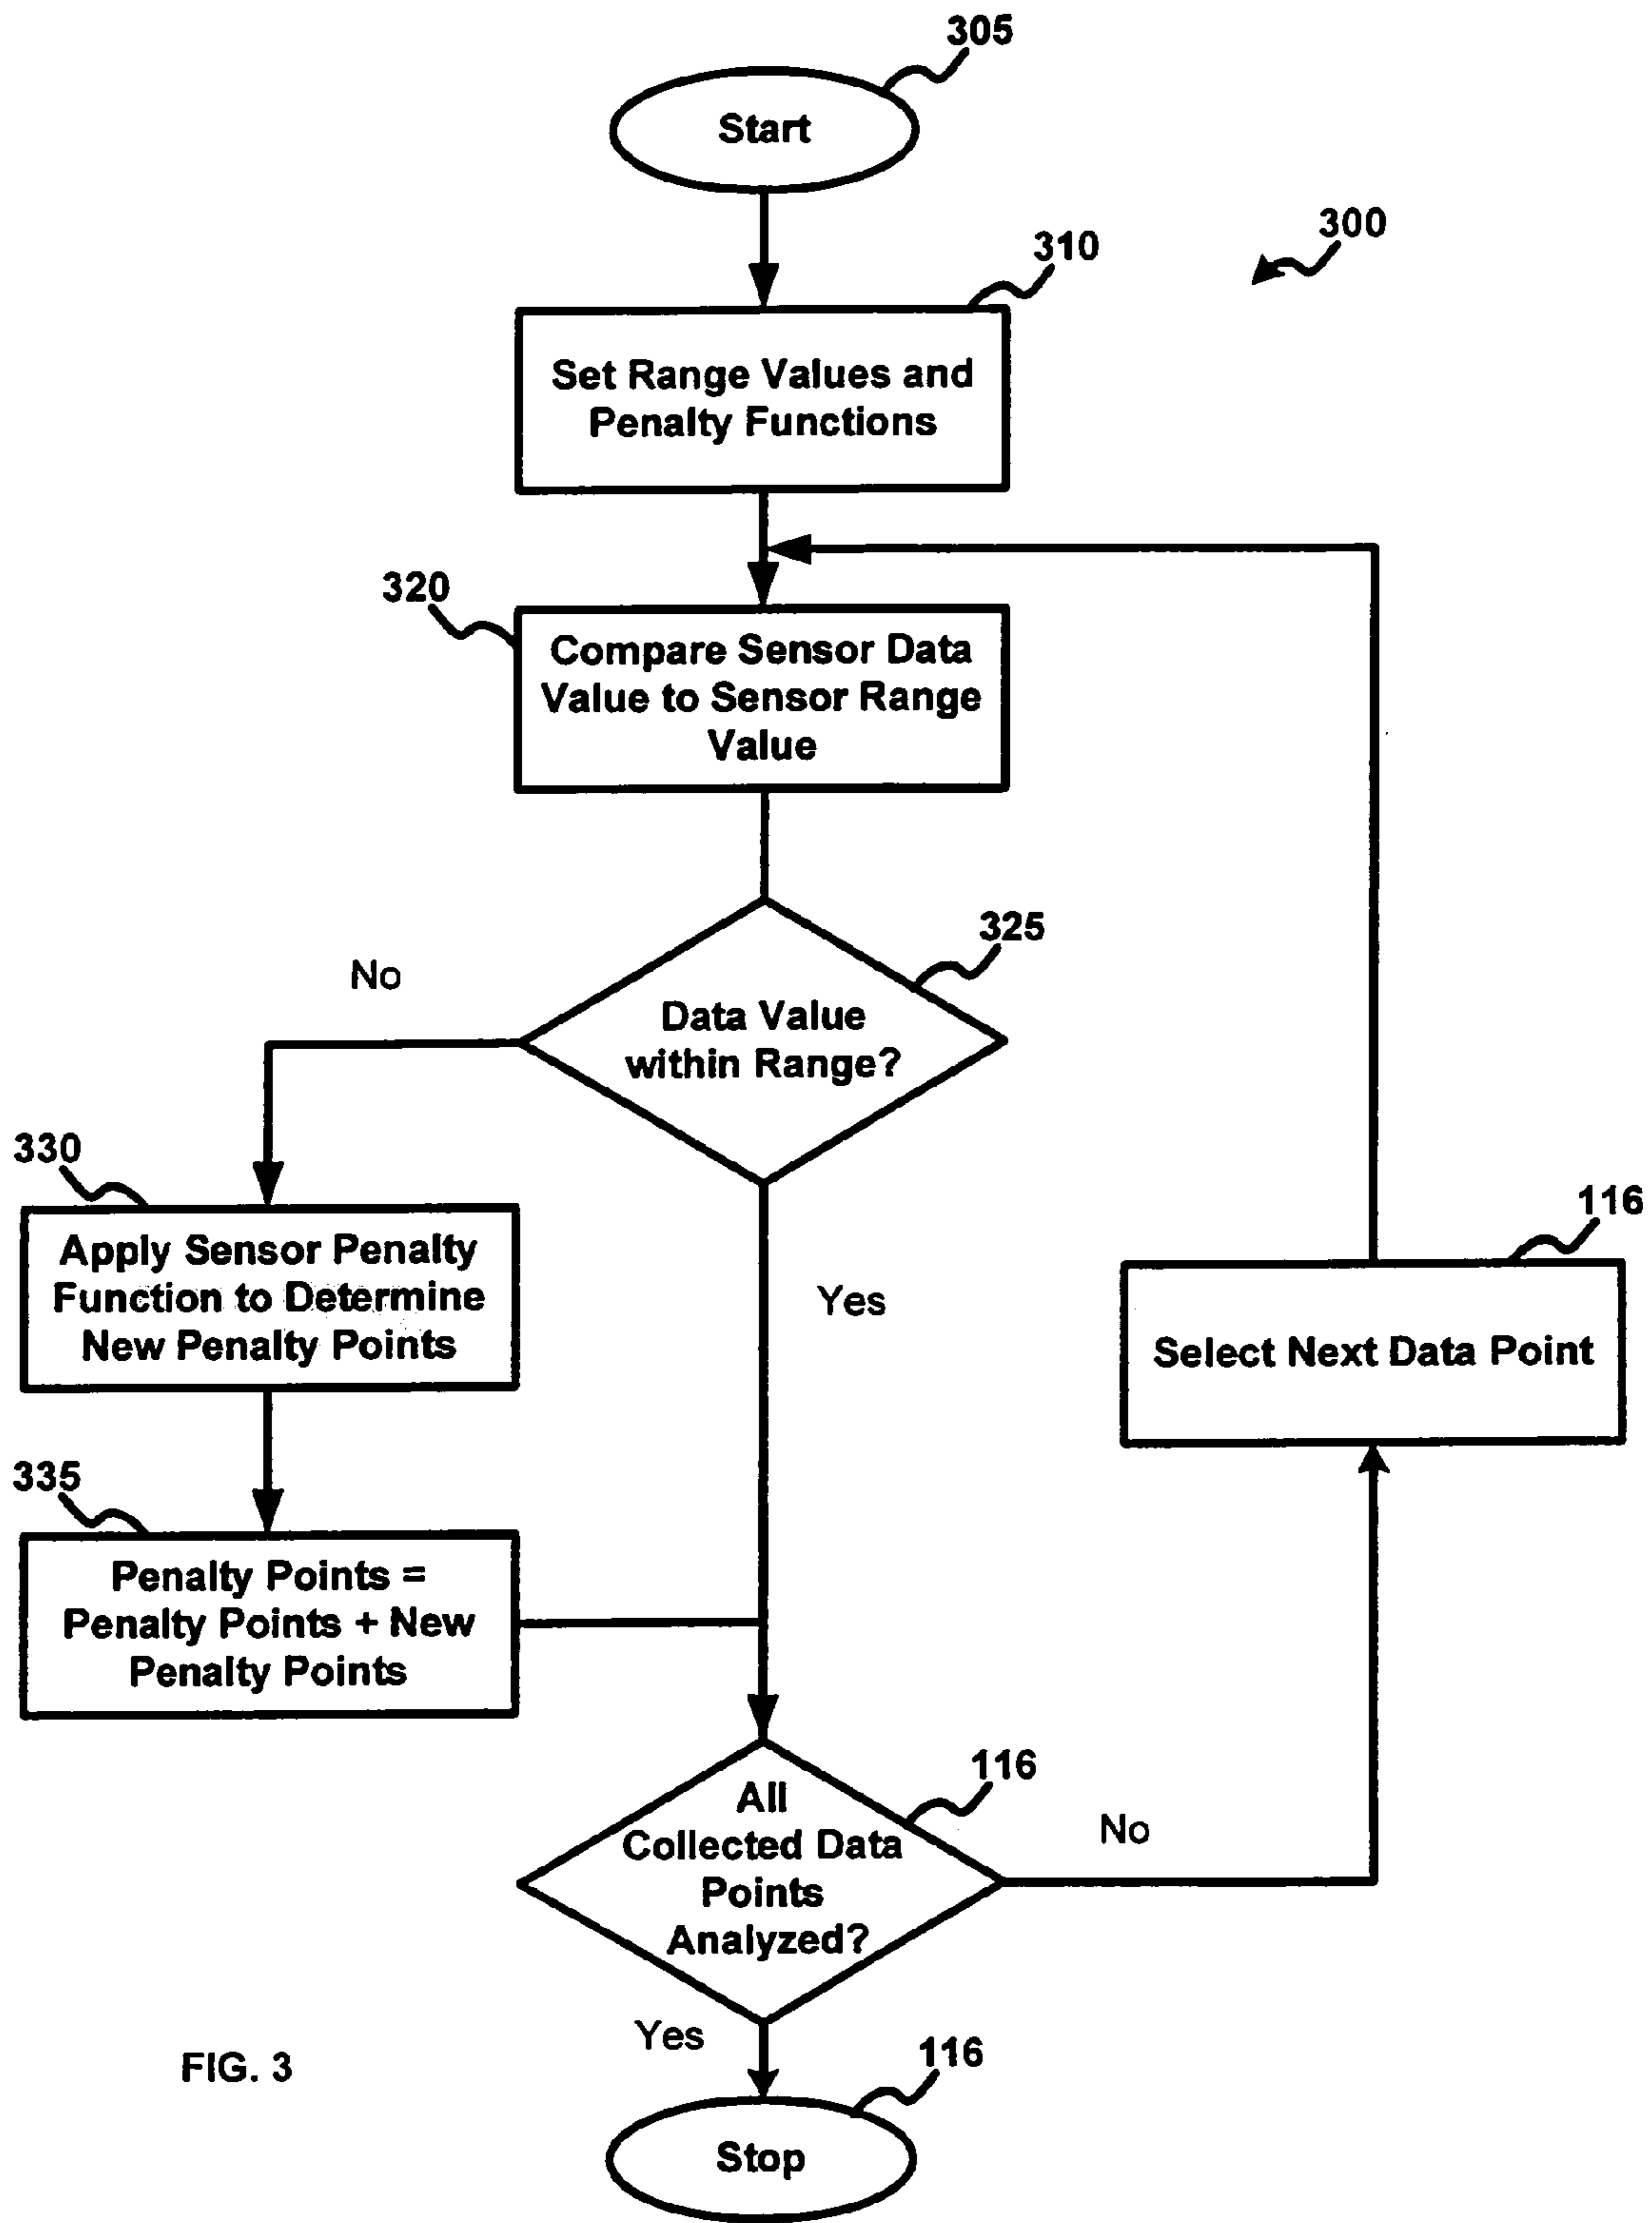 305
Start
300
310
Set Range Values and
Penalty Functions
320
Compare Sensor Data
Value to Sensor Range
Value
325
No
Data Value
within Range?
330
Apply Sensor Penalty
Function to Determine
New Penalty Points
Yes
116
Select Next Data Point
335
Penalty Points =
Penalty Points + New
Penalty Points
116
All
Collected Data
Points
Analyzed?
No
Yes
116
Stop
FIG. 3